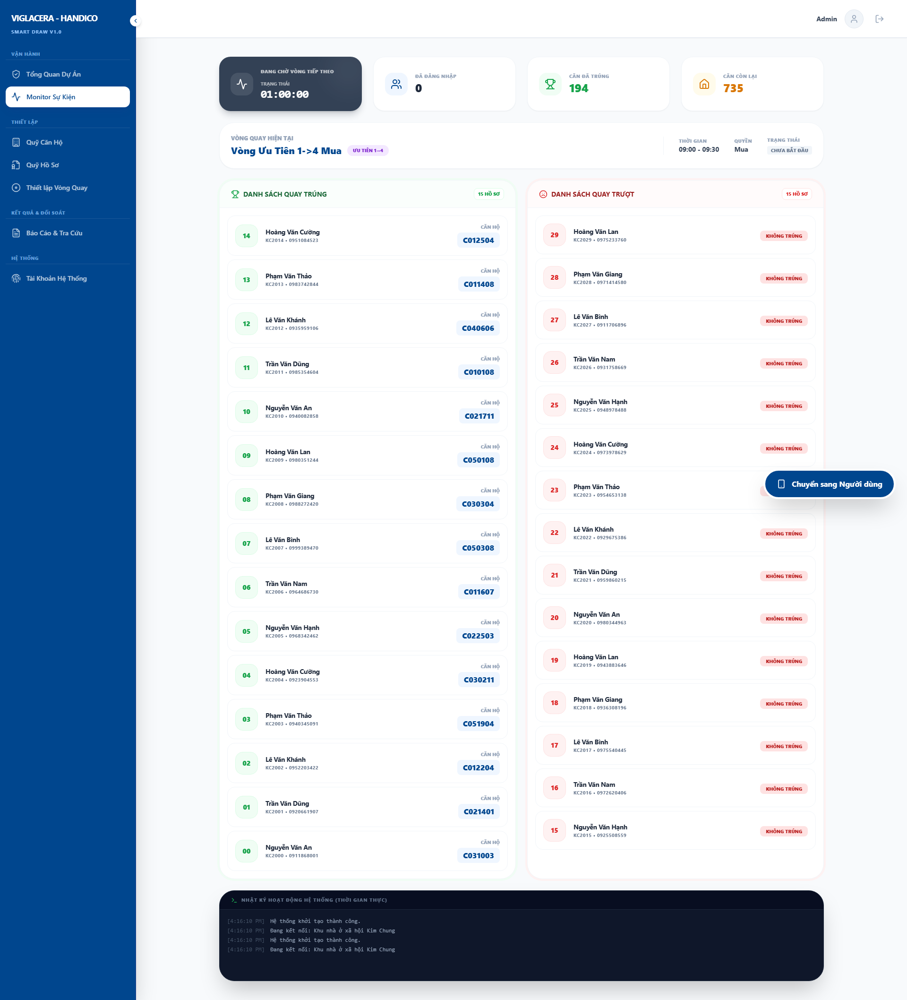 VIGLACERA - HANDICO
SMART DRAW V1.0
VẬN HÀNH
Tổng Quan Dự Án
Monitor Sự Kiện
THIẾT LẬP
Quỹ Căn Hộ
Quỹ Hồ Sơ
Thiết lập Vòng Quay
KẾT QUẢ & ĐỐI SOÁT
Báo Cáo & Tra Cứu
HỆ THỐNG
Tài Khoản Hệ Thống
Admin
ĐANG CHỜ VÒNG TIẾP THEO
TRẠNG THÁI
01:00:00
ĐÃ ĐĂNG NHẬP
0
CĂN ĐÃ TRÚNG
194
CĂN CÒN LẠI
735
VÒNG QUAY HIỆN TẠI
Vòng Ưu Tiên 1->4 Mua
ƯU TIÊN 1→4
THỜI GIAN
09:00 - 09:30
QUYỀN
Mua
TRẠNG THÁI
CHƯA BẮT ĐẦU
DANH SÁCH QUAY TRÚNG
15 HỒ SƠ
14
Hoàng Văn Cường
KC2014 • 0951084523
CĂN HỘ
C012504
13
Phạm Văn Thảo
KC2013 • 0983742844
CĂN HỘ
C011408
12
Lê Văn Khánh
KC2012 • 0935959106
CĂN HỘ
C040606
11
Trần Văn Dũng
KC2011 • 0985354604
CĂN HỘ
C010108
10
Nguyễn Văn An
KC2010 • 0940082858
CĂN HỘ
C021711
09
Hoàng Văn Lan
KC2009 • 0980351244
CĂN HỘ
C050108
08
Phạm Văn Giang
KC2008 • 0988272420
CĂN HỘ
C030304
07
Lê Văn Bình
KC2007 • 0999389470
CĂN HỘ
C050308
06
Trần Văn Nam
KC2006 • 0964686730
CĂN HỘ
C011607
05
Nguyễn Văn Hạnh
KC2005 • 0968342462
CĂN HỘ
C022503
04
Hoàng Văn Cường
KC2004 • 0923904553
CĂN HỘ
C030211
03
Phạm Văn Thảo
KC2003 • 0940345091
CĂN HỘ
C051904
02
Lê Văn Khánh
KC2002 • 0952203422
CĂN HỘ
C012204
01
Trần Văn Dũng
KC2001 • 0920661907
CĂN HỘ
C021401
00
Nguyễn Văn An
KC2000 • 0911868001
CĂN HỘ
C031003
DANH SÁCH QUAY TRƯỢT
15 HỒ SƠ
29
Hoàng Văn Lan
KC2029 • 0975233760
KHÔNG TRÚNG
28
Phạm Văn Giang
KC2028 • 0971414580
KHÔNG TRÚNG
27
Lê Văn Bình
KC2027 • 0911706896
KHÔNG TRÚNG
26
Trần Văn Nam
KC2026 • 0931758669
KHÔNG TRÚNG
25
Nguyễn Văn Hạnh
KC2025 • 0948978488
KHÔNG TRÚNG
24
Hoàng Văn Cường
KC2024 • 0973978629
KHÔNG TRÚNG
23
Phạm Văn Thảo
KC2023 • 0954653138
Chuyển sang Người dùng
22
Lê Văn Khánh
KC2022 • 0929675386
KHÔNG TRÚNG
21
Trần Văn Dũng
KC2021 • 0959860215
KHÔNG TRÚNG
20
Nguyễn Văn An
KC2020 • 0980344963
KHÔNG TRÚNG
19
Hoàng Văn Lan
KC2019 • 0943883646
KHÔNG TRÚNG
18
Phạm Văn Giang
KC2018 • 0936308196
KHÔNG TRÚNG
17
Lê Văn Bình
KC2017 • 0975540445
KHÔNG TRÚNG
16
Trần Văn Nam
KC2016 • 0972620406
KHÔNG TRÚNG
15
Nguyễn Văn Hạnh
KC2015 • 0925508559
KHÔNG TRÚNG
NHẬT KÝ HOẠT ĐỘNG HỆ THỐNG (THỜI GIAN THỰC)
[4:16:10 PM] Hệ thống khởi tạo thành công.
[4:16:10 PM] Đang kết nối: Khu nhà ở xã hội Kim Chung
[4:16:10 PM] Hệ thống khởi tạo thành công.
[4:16:10 PM] Đang kết nối: Khu nhà ở xã hội Kim Chung